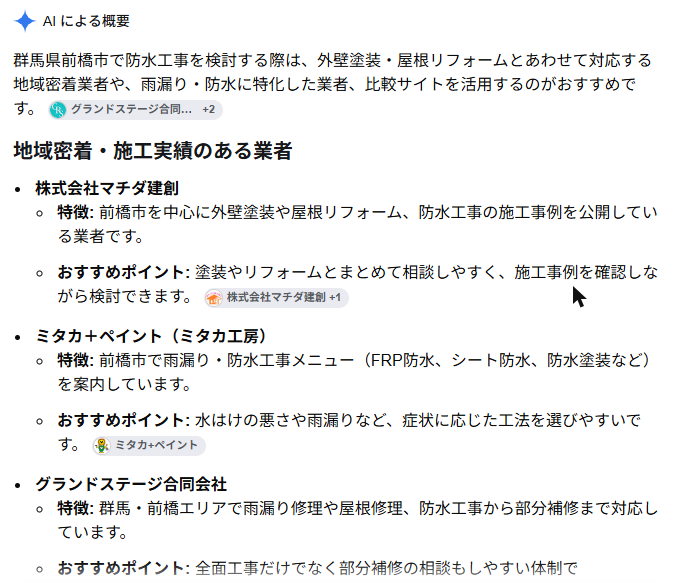 AI による概要
群馬県前橋市で防水工事を検討する際は、外壁塗装・屋根リフォームとあわせて対応する
地域密着業者や、雨漏り・防水に特化した業者、比較サイトを活用するのがおすすめで
す。 グランドステージ合同... +2
地域密着・施工実績のある業者
• 株式会社マチダ建創
○ 特徴: 前橋市を中心に外壁塗装や屋根リフォーム、防水工事の施工事例を公開してい
る業者です。
○ おすすめポイント: 塗装やリフォームとまとめて相談しやすく、施工事例を確認しな
がら検討できます。 株式会社マチダ建創 +1
• ミタカ+ペイント（ミタカ工房）
○ 特徴: 前橋市で雨漏り・防水工事メニュー（FRP防水、シート防水、防水塗装など）
を案内しています。
○ おすすめポイント: 水はけの悪さや雨漏りなど、症状に応じた工法を選びやすいで
す。 ミタカ+ペイント
• グランドステージ合同会社
○ 特徴: 群馬・前橋エリアで雨漏り修理や屋根修理、防水工事から部分補修まで対応し
ています。
○ おすすめポイント: 全面工事だけでなく部分補修の相談もしやすい体制で